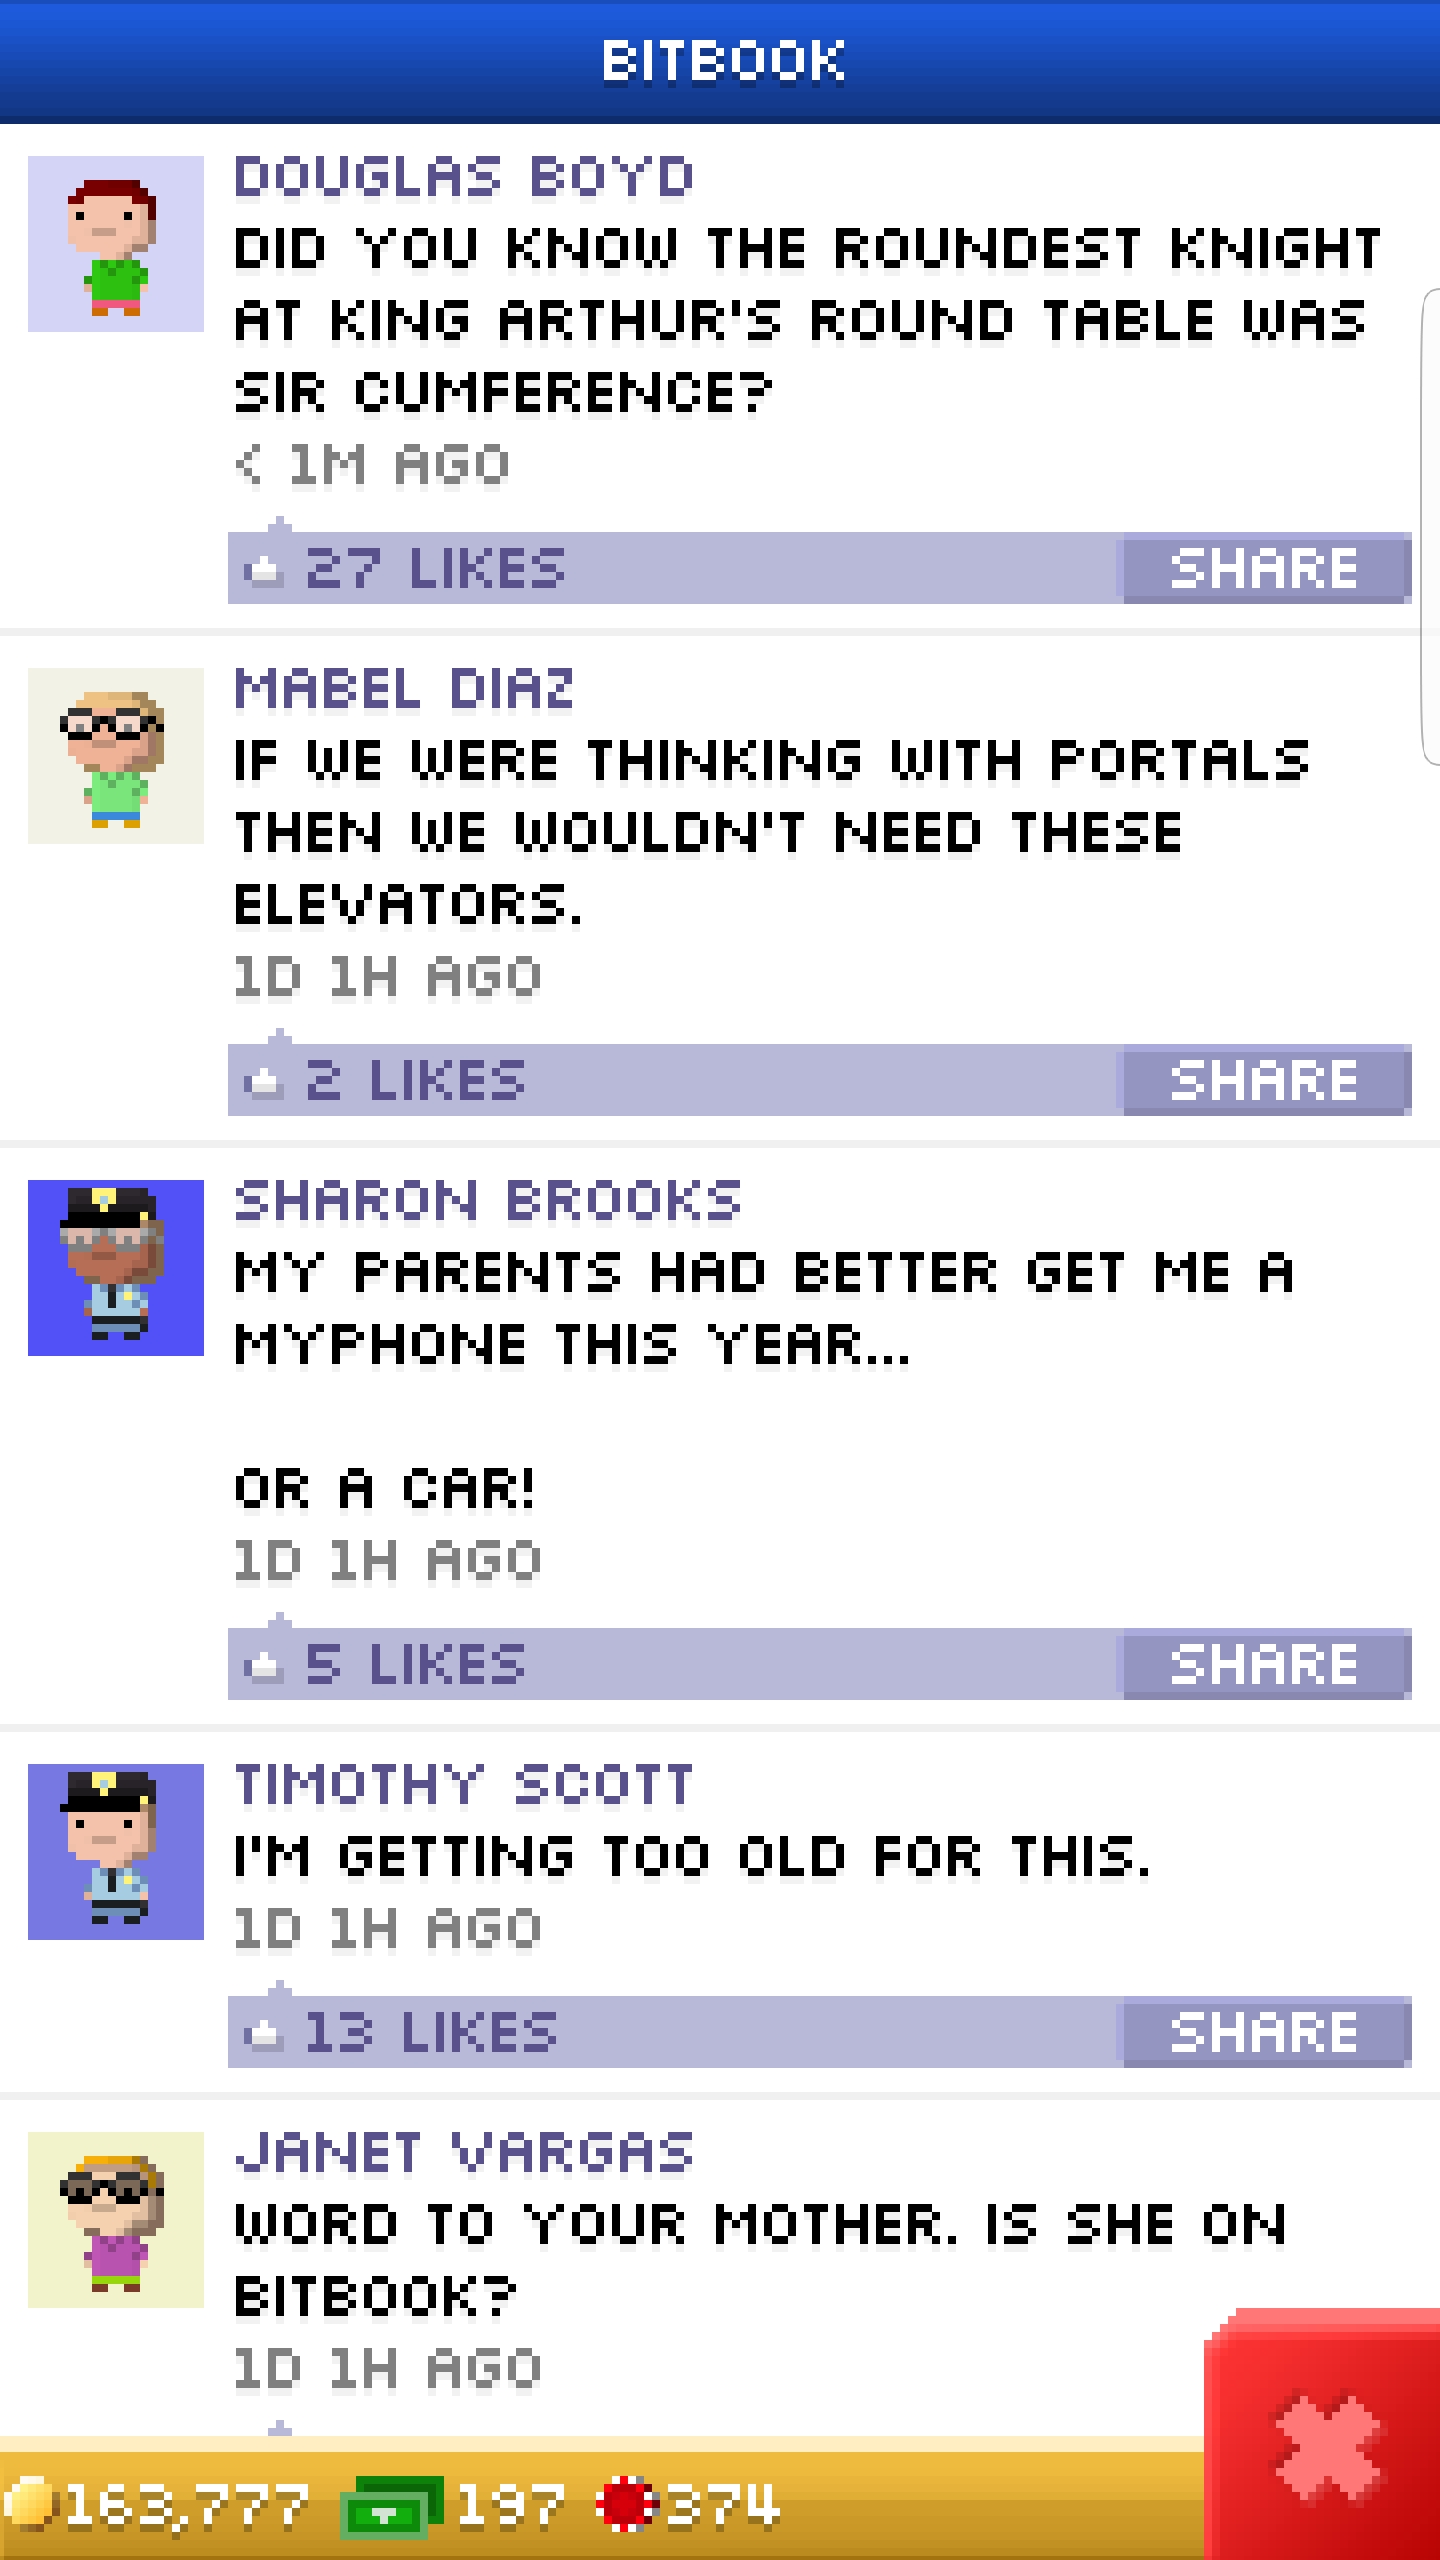 BITBOOK
DOUGLAS BOYD
DID YOU KNOW THE ROUNDEST KNIGHT
AT KING ARTHUR'S ROUND TABLE WAS
SIR CUMFERENCE?
< 1M AGO
27 LIKES SHARE
MABEL DIAZ
IF WE WERE THINKING WITH PORTALS
THEN WE WOULDN'T NEED THESE
ELEVATORS.
1D 1H AGO
2 LIKES SHARE
SHARON BROOKS
MY PARENTS HAD BETTER GET ME A
MYPHONE THIS YEAR...
OR A CAR!
1D 1H AGO
5 LIKES SHARE
TIMOTHY SCOTT
I'M GETTING TOO OLD FOR THIS.
1D 1H AGO
13 LIKES SHARE
JANET VARGAS
WORD TO YOUR MOTHER. IS SHE ON
BITBOOK?
1D 1H AGO
163,777 197 374